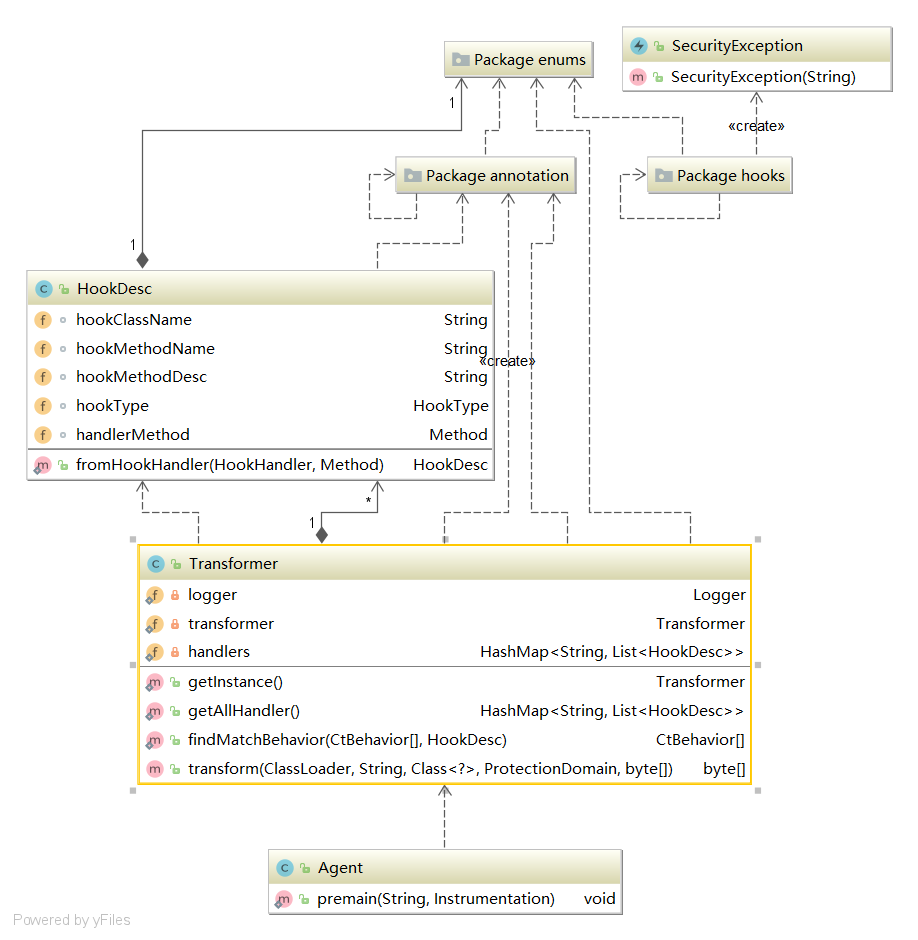 Package enums
SecurityException
SecurityException(String)
1
«create»
Package annotation
Package hooks
1
HookDesc
hookClassName String
hookMethodName String
«create»
hookMethodDesc String
hookType HookType
handlerMethod Method
fromHookHandler(HookHandler, Method) HookDesc
*
1
Transformer
logger Logger
transformer Transformer
handlers HashMap<String, List<HookDesc>>
getInstance() Transformer
getAllHandler() HashMap<String, List<HookDesc>>
findMatchBehavior(CtBehavior[], HookDesc) CtBehavior[]
transform(ClassLoader, String, Class<?>, ProtectionDomain, byte[]) byte[]
Agent
premain(String, Instrumentation) void
Powered by yFiles